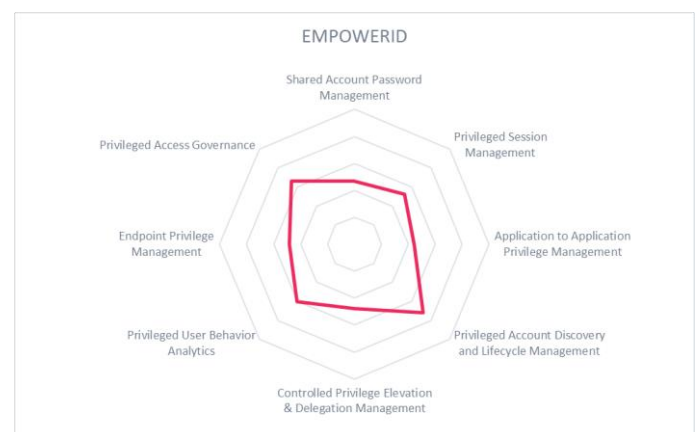 EMPOWERID
Shared Account Password
Management
Privileged Session
Management
Application to Application
Privilege Management
Privileged Account Discovery
and Lifecycle Management
Controlled Privilege Elevation
& Delegation Management
Privileged User Behavior
Analytics
Endpoint Privilege
Management
Privileged Access Governance